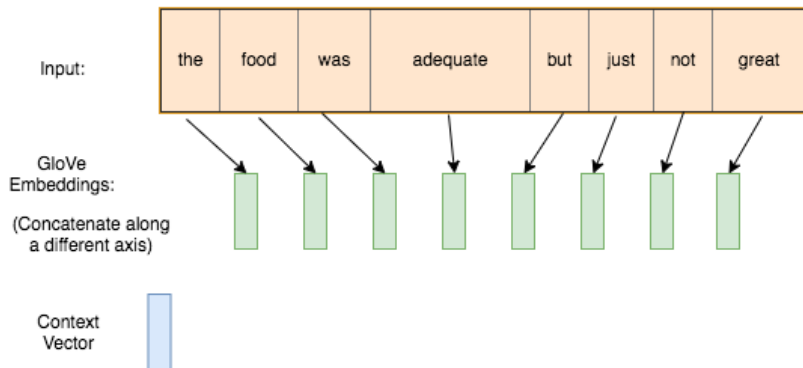 Input:
the food was adequate but just not great
GloVe
Embeddings:
(Concatenate along
a different axis)
Context
Vector